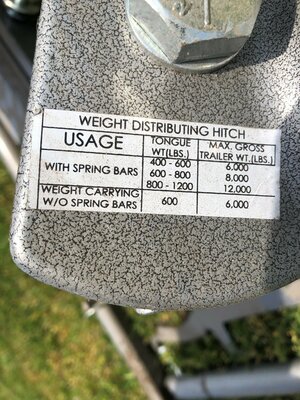 WEIGHT DISTRIBUTING HITCH
USAGE TONGUE WT(LBS.) MAX. GROSS TRAILER WT.(LBS.)
WITH SPRING BARS 400 - 600 6,000
600 - 800 8,000
800 - 1200 12,000
WEIGHT CARRYING W/O SPRING BARS 600 6,000